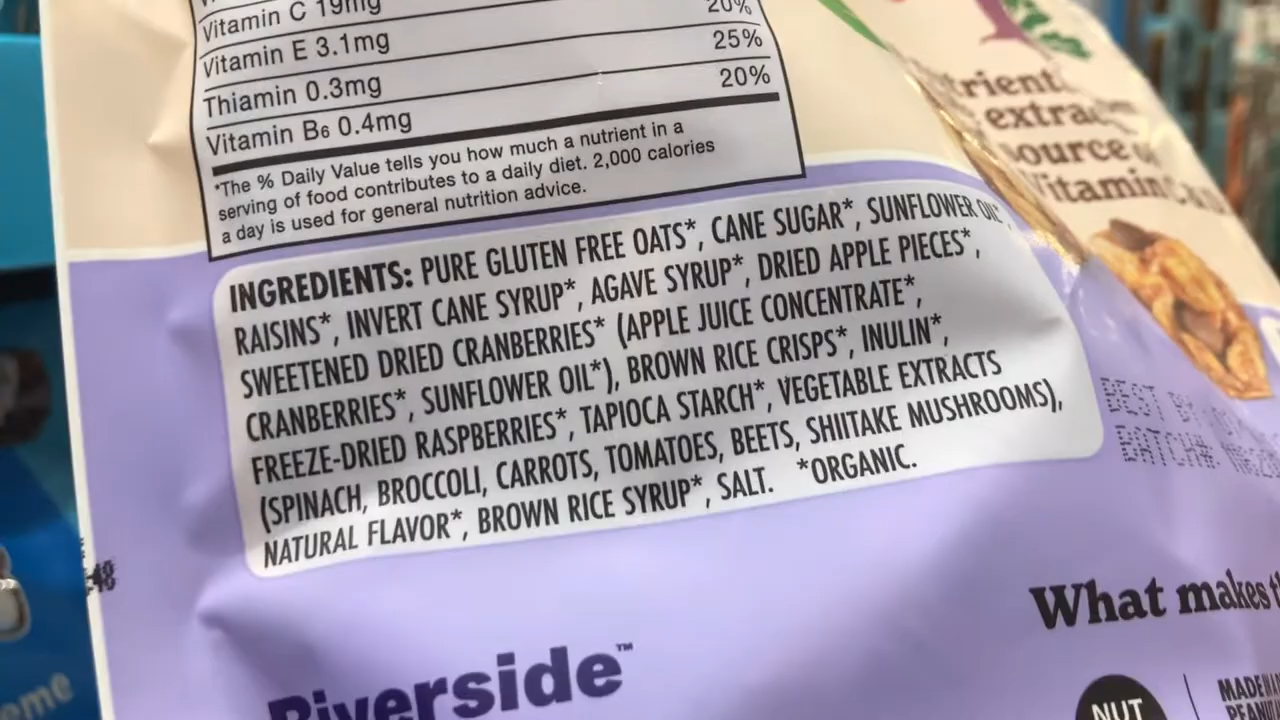 Vitamin C 19mg 20%
Vitamin E 3.1mg 25%
Thiamin 0.3mg 20%
Vitamin B6 0.4mg
*The % Daily Value tells you how much a nutrient in a
serving of food contributes to a daily diet. 2,000 calories
a day is used for general nutrition advice.
INGREDIENTS: PURE GLUTEN FREE OATS*, CANE SUGAR*, SUNFLOWER OIL*,
RAISINS*, INVERT CANE SYRUP*, AGAVE SYRUP*, DRIED APPLE PIECES*,
SWEETENED DRIED CRANBERRIES* (APPLE JUICE CONCENTRATE*,
CRANBERRIES*, SUNFLOWER OIL*), BROWN RICE CRISPS*, INULIN*,
FREEZE-DRIED RASPBERRIES*, TAPIOCA STARCH*, VEGETABLE EXTRACTS
(SPINACH, BROCCOLI, CARROTS, TOMATOES, BEETS, SHIITAKE MUSHROOMS),
NATURAL FLAVOR*, BROWN RICE SYRUP*, SALT. *ORGANIC.
Riverside™
What makes
NUT
BEST BY
BATCH#